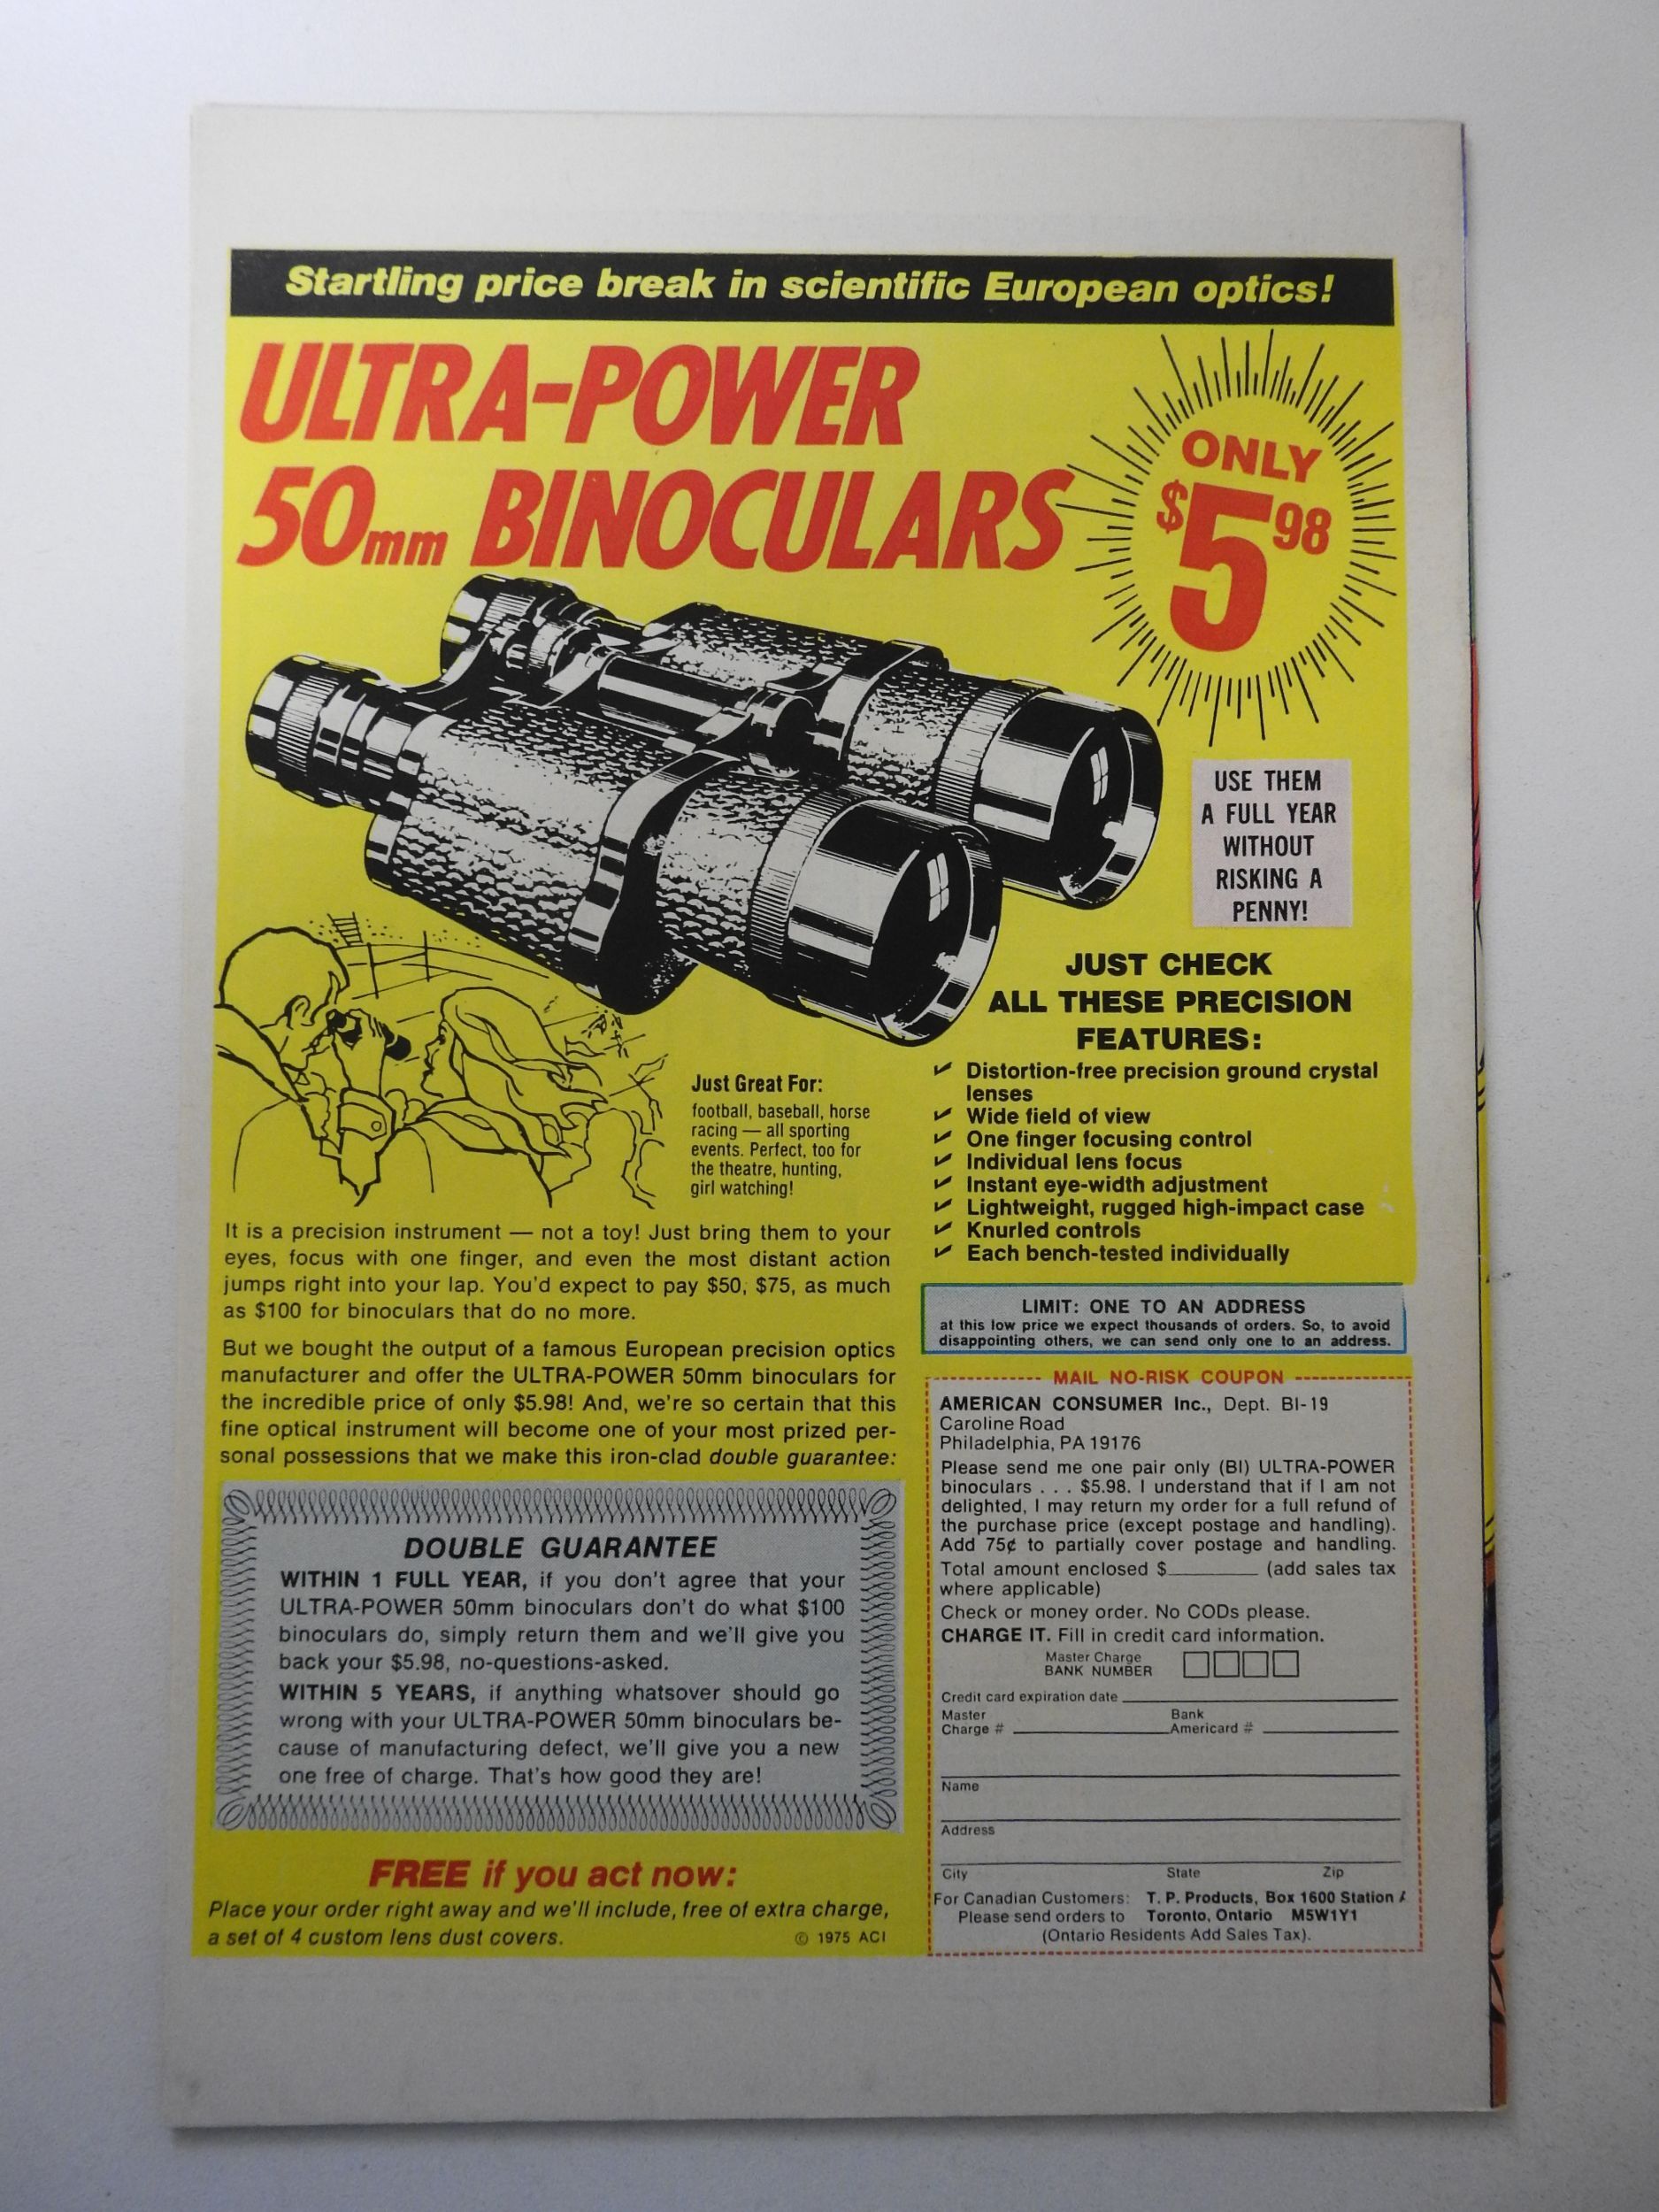 Startling price break in scientific European optics!
ULTRA-POWER
50mm BINOCULARS
ONLY
$5 98
USE THEM
A FULL YEAR
WITHOUT
RISKING A
PENNY!
JUST CHECK
ALL THESE PRECISION
FEATURES:
✔ Distortion-free precision ground crystal
lenses
✔ Wide field of view
✔ One finger focusing control
✔ Individual lens focus
✔ Instant eye-width adjustment
✔ Lightweight, rugged high-impact case
✔ Knurled controls
✔ Each bench-tested individually
Just Great For:
football, baseball, horse
racing — all sporting
events. Perfect, too for
the theatre, hunting,
girl watching!
It is a precision instrument — not a toy! Just bring them to your
eyes, focus with one finger, and even the most distant action
jumps right into your lap. You'd expect to pay $50, $75, as much
as $100 for binoculars that do no more.
But we bought the output of a famous European precision optics
manufacturer and offer the ULTRA-POWER 50mm binoculars for
the incredible price of only $5.98! And, we're so certain that this
fine optical instrument will become one of your most prized per-
sonal possessions that we make this iron-clad double guarantee:
DOUBLE GUARANTEE
WITHIN 1 FULL YEAR, if you don't agree that your
ULTRA-POWER 50mm binoculars don't do what $100
binoculars do, simply return them and we'll give you
back your $5.98, no-questions-asked.
WITHIN 5 YEARS, if anything whatsover should go
wrong with your ULTRA-POWER 50mm binoculars be-
cause of manufacturing defect, we'll give you a new
one free of charge. That's how good they are!
FREE if you act now:
Place your order right away and we'll include, free of extra charge,
a set of 4 custom lens dust covers.
© 1975 ACI
LIMIT: ONE TO AN ADDRESS
at this low price we expect thousands of orders. So, to avoid
disappointing others, we can send only one to an address.
MAIL NO-RISK COUPON
AMERICAN CONSUMER Inc., Dept. BI-19
Caroline Road
Philadelphia, PA 19176
Please send me one pair only (BI) ULTRA-POWER
binoculars . . . $5.98. I understand that if I am not
delighted, I may return my order for a full refund of
the purchase price (except postage and handling).
Add 75¢ to partially cover postage and handling.
Total amount enclosed $________ (add sales tax
where applicable)
Check or money order. No CODs please.
CHARGE IT. Fill in credit card information.
Master Charge
BANK NUMBER
Credit card expiration date
Master Bank
Charge # Americard #
Name
Address
City State Zip
For Canadian Customers: T. P. Products, Box 1600 Station A
Please send orders to Toronto, Ontario M5W1Y1
(Ontario Residents Add Sales Tax).